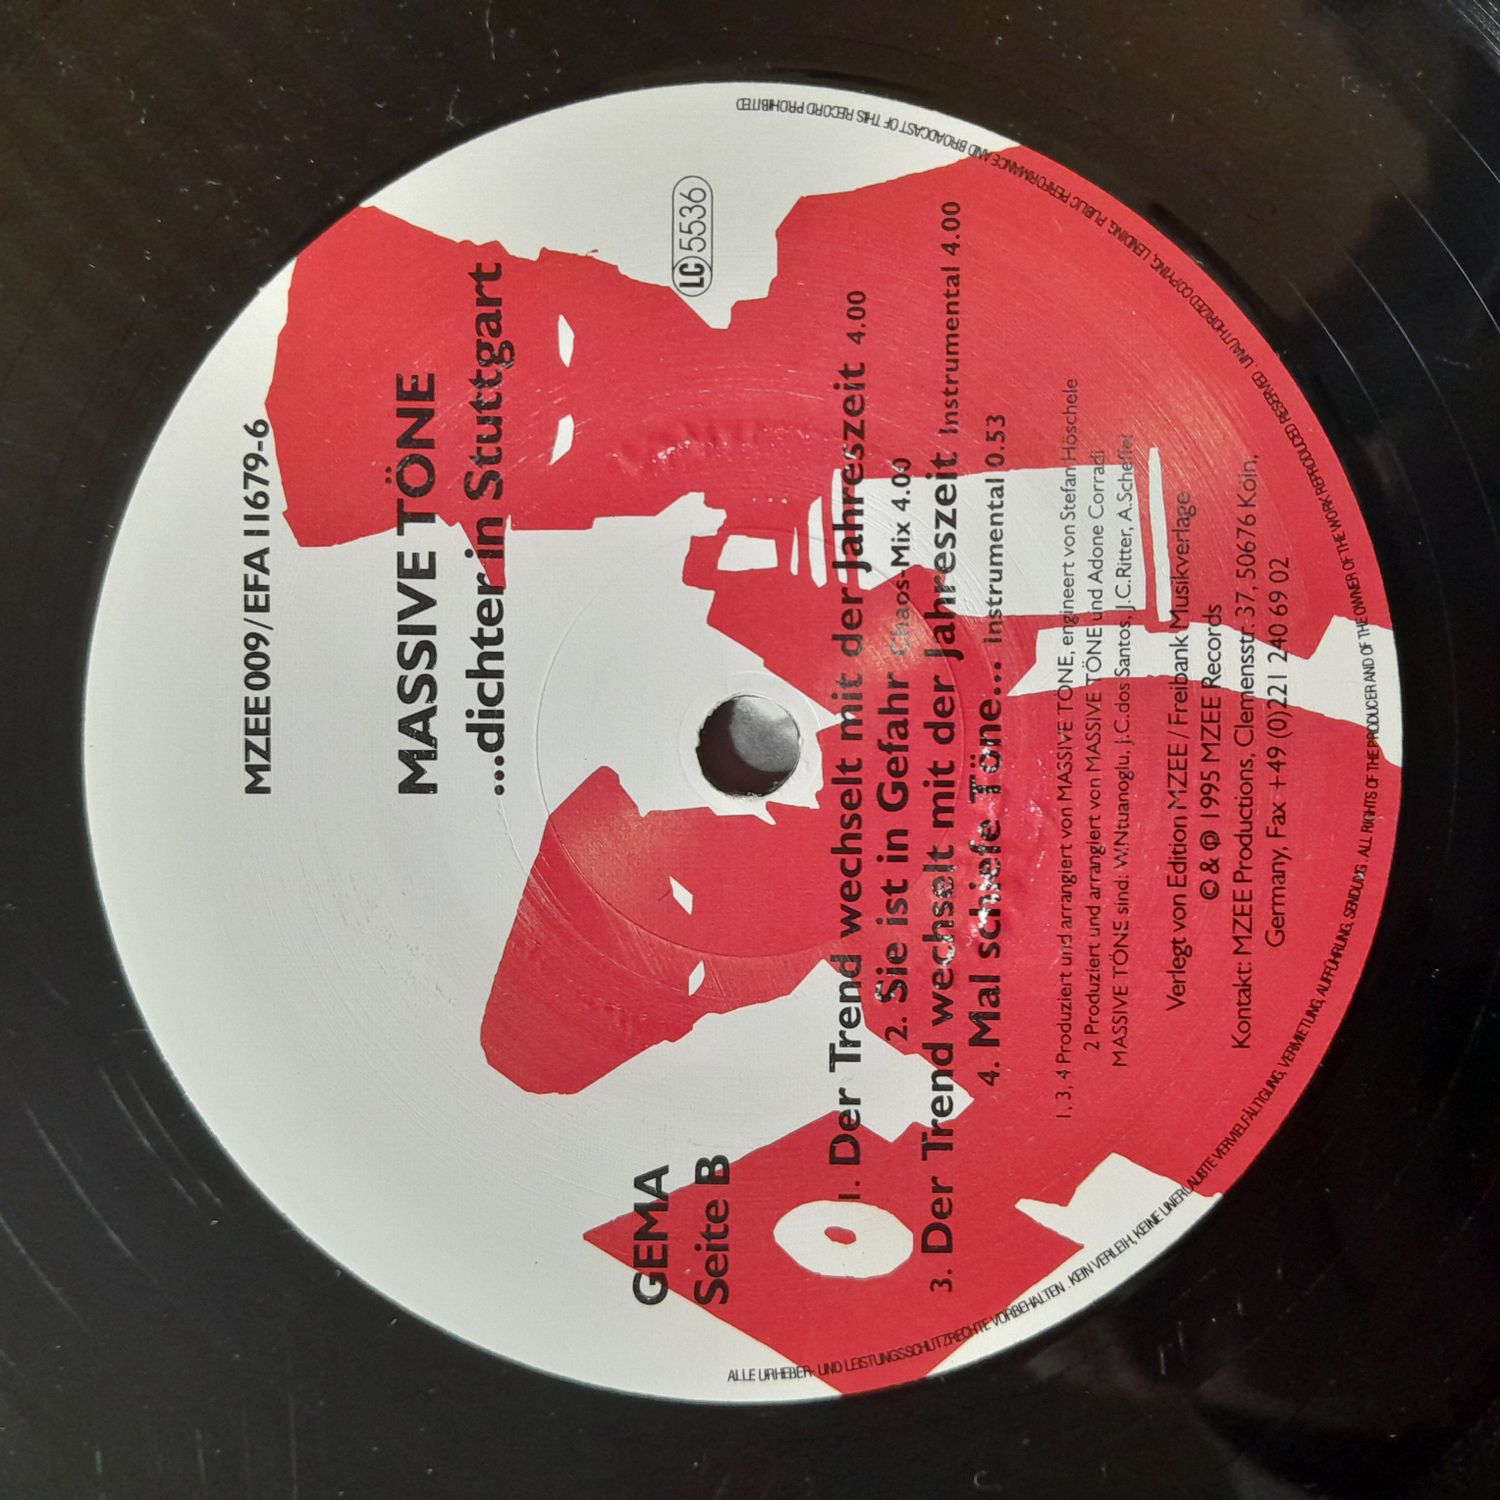 MZEE 009 / EFA 11679-6
MASSIVE TÖNE
...dichter in Stuttgart
LC 5536
GEMA
Seite B
1. Der Trend wechselt mit der Jahreszeit 4.00
2. Sie ist in Gefahr Chaos-Mix 4.00
3. Der Trend wechselt mit der Jahreszeit Instrumental 4.00
4. Mal schiefe Töne... Instrumental 0.53
1, 3, 4 Produziert und arrangiert von MASSIVE TÖNE, engineert von Stefan Höschele
2 Produziert und arrangiert von MASSIVE TÖNE und Adone Corradi
MASSIVE TÖNE sind: W.Ntuanoglu, J.C.dos Santos, J.C.Ritter, A.Scheffel
Verlegt von Edition MZEE / Freibank Musikverlage
© & ℗ 1995 MZEE Records
Kontakt: MZEE Productions, Clemensstr. 37, 50676 Köln,
Germany, Fax +49 (0)221 240 69 02
ALLE URHEBER- UND LEISTUNGSSCHUTZRECHTE VORBEHALTEN . KEIN VERLEIH, KEINE UNERLAUBTE VERVIELFÄLTIGUNG, VERMIETUNG, AUFFÜHRUNG, SENDUNG . ALL RIGHTS OF THE PRODUCER AND OF THE OWNER OF THE WORK REPRODUCED RESERVED . UNAUTHORIZED COPYING, LENDING, PUBLIC PERFORMANCE AND BROADCAST OF THIS RECORD PROHIBITED